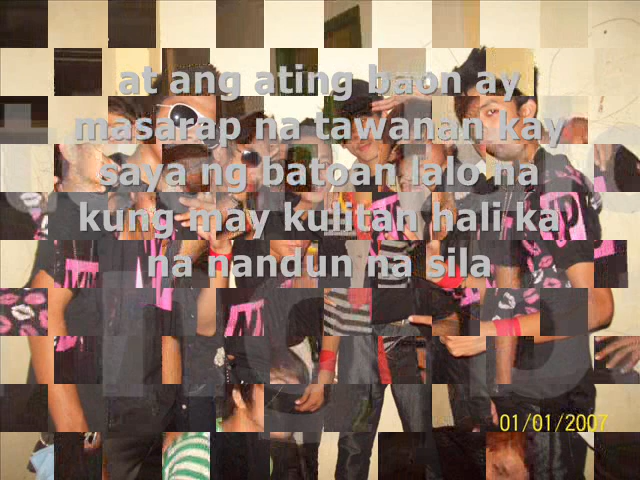 at ang ating baon ay
masarap na tawanan kay
saya ng batoan lalo na
kung may kulitan hali ka
na nandun na sila
01/01/2007